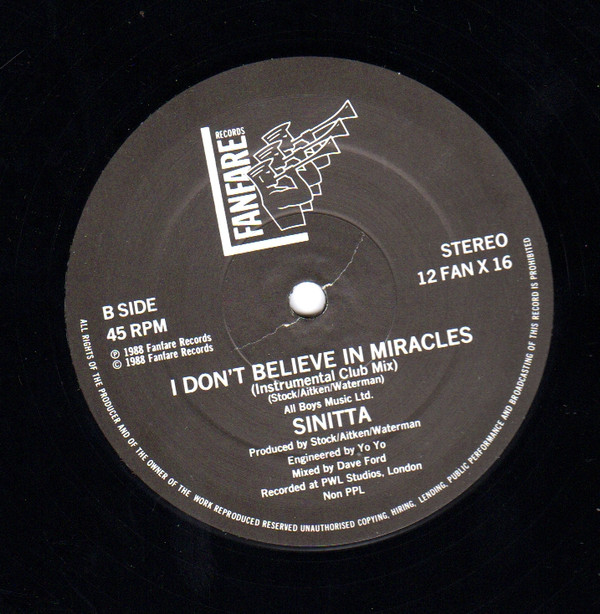 FANFARE
RECORDS
STEREO
12 FAN X 16
B SIDE
45 RPM
Ⓟ 1988 Fanfare Records
© 1988 Fanfare Records
I DON'T BELIEVE IN MIRACLES
(Instrumental Club Mix)
(Stock/Aitken/Waterman)
All Boys Music Ltd.
SINITTA
Produced by Stock/Aitken/Waterman
Engineered by Yo Yo
Mixed by Dave Ford
Recorded at PWL Studios, London
Non PPL
ALL RIGHTS OF THE PRODUCER AND OF THE OWNER OF THE WORK REPRODUCED RESERVED UNAUTHORISED COPYING, HIRING, LENDING, PUBLIC PERFORMANCE AND BROADCASTING OF THIS RECORD IS PROHIBITED